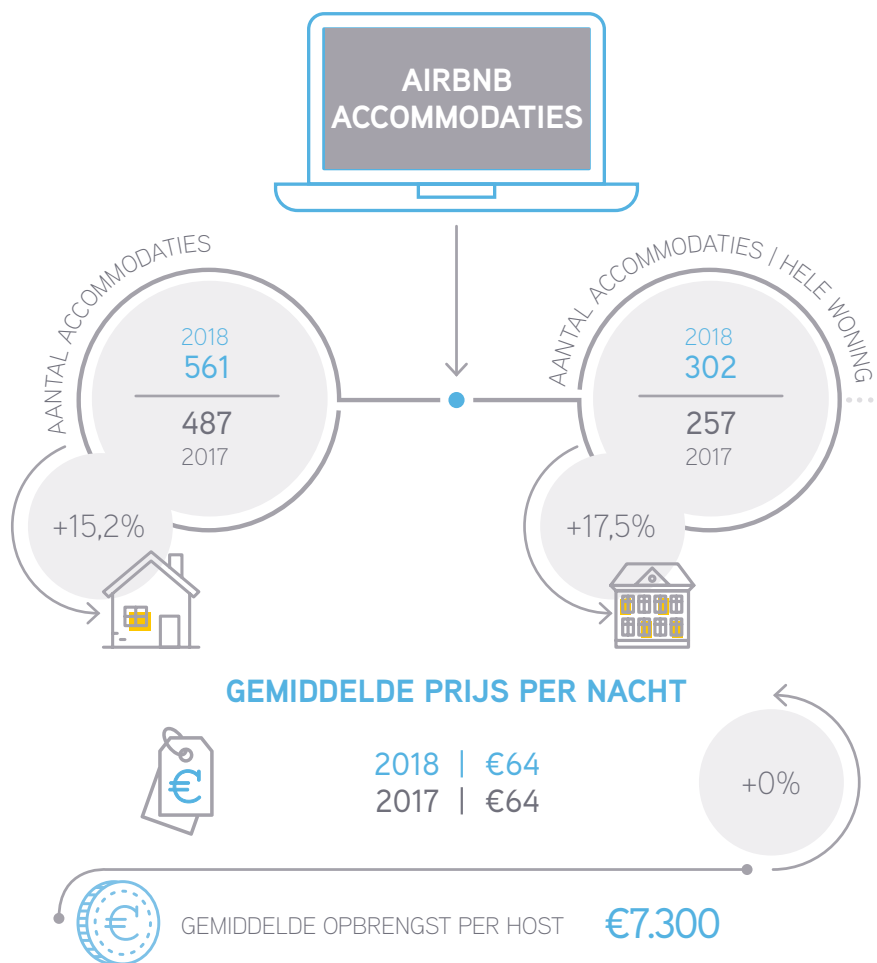 AIRBNB
ACCOMMODATIES
AANTAL ACCOMMODATIES
2018
561
487
2017
+15,2%
AANTAL ACCOMMODATIES | HELE WONING
2018
302
257
2017
+17,5%
GEMIDDELDE PRIJS PER NACHT
€
2018 | €64
2017 | €64
+0%
€
GEMIDDELDE OPBRENGST PER HOST €7.300